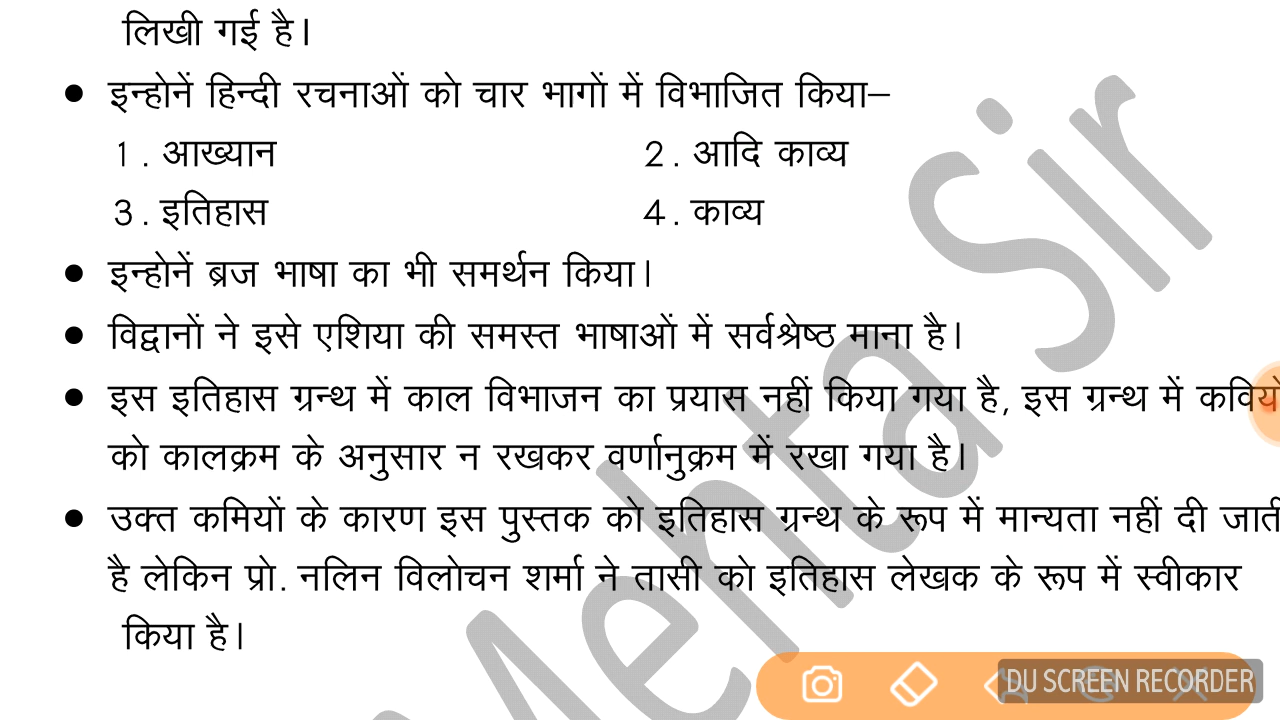 लिखी गई है।
● इन्होनें हिन्दी रचनाओं को चार भागों में विभाजित किया–
1. आख्यान 2. आदि काव्य
3. इतिहास 4. काव्य
● इन्होनें ब्रज भाषा का भी समर्थन किया।
● विद्वानों ने इसे एशिया की समस्त भाषाओं में सर्वश्रेष्ठ माना है।
● इस इतिहास ग्रन्थ में काल विभाजन का प्रयास नहीं किया गया है, इस ग्रन्थ में कवियों
को कालक्रम के अनुसार न रखकर वर्णानुक्रम में रखा गया है।
● उक्त कमियों के कारण इस पुस्तक को इतिहास ग्रन्थ के रूप में मान्यता नहीं दी जाती
है लेकिन प्रो. नलिन विलोचन शर्मा ने तासी को इतिहास लेखक के रूप में स्वीकार
किया है।
Mehta Sir
DU SCREEN RECORDER